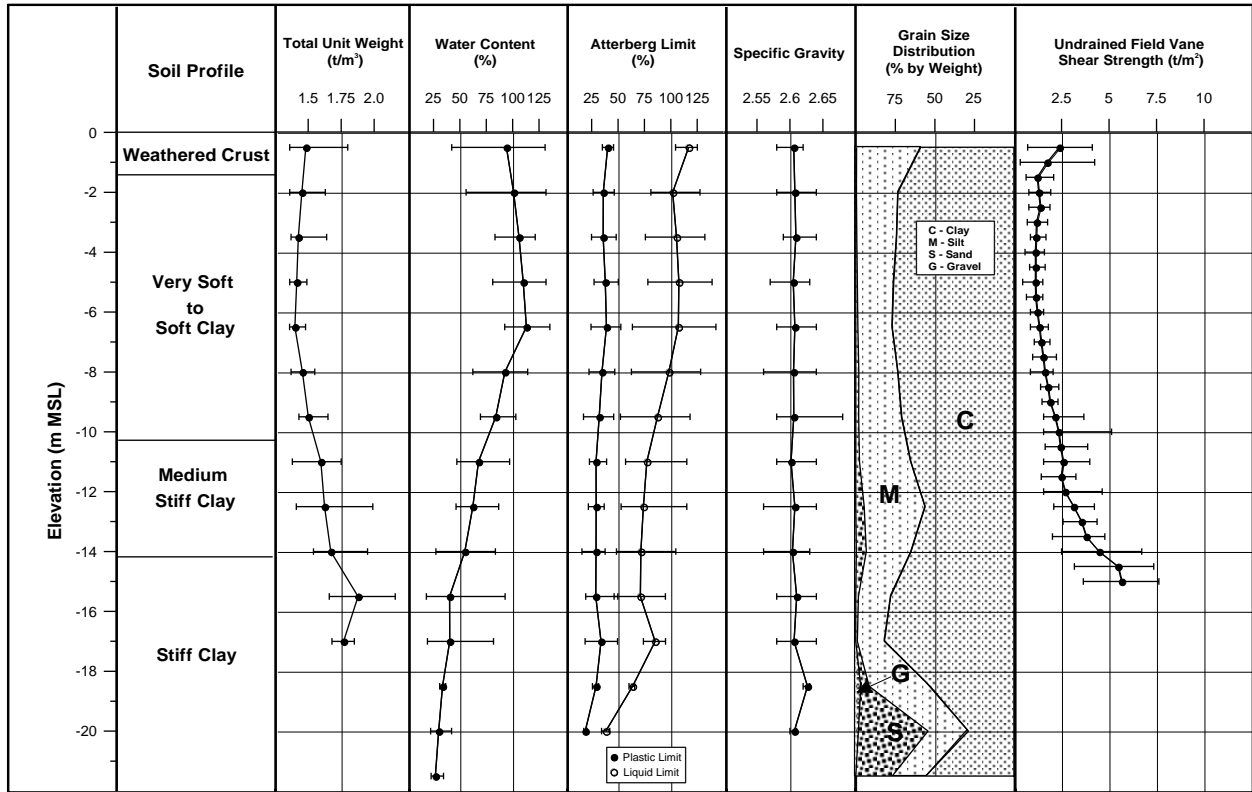 Soil Profile
Total Unit Weight
(t/m³)
1.5 1.75 2.0
Water Content
(%)
25 50 75 100 125
Atterberg Limit
(%)
25 50 75 100 125
Specific Gravity
2.55 2.6 2.65
Grain Size
Distribution
(% by Weight)
75 50 25
Undrained Field Vane
Shear Strength (t/m²)
2.5 5 7.5 10
Elevation (m MSL)
0
-2
-4
-6
-8
-10
-12
-14
-16
-18
-20
Weathered Crust
Very Soft
to
Soft Clay
Medium
Stiff Clay
Stiff Clay
Plastic Limit
Liquid Limit
C - Clay
M - Silt
S - Sand
G - Gravel
C
M
G
S